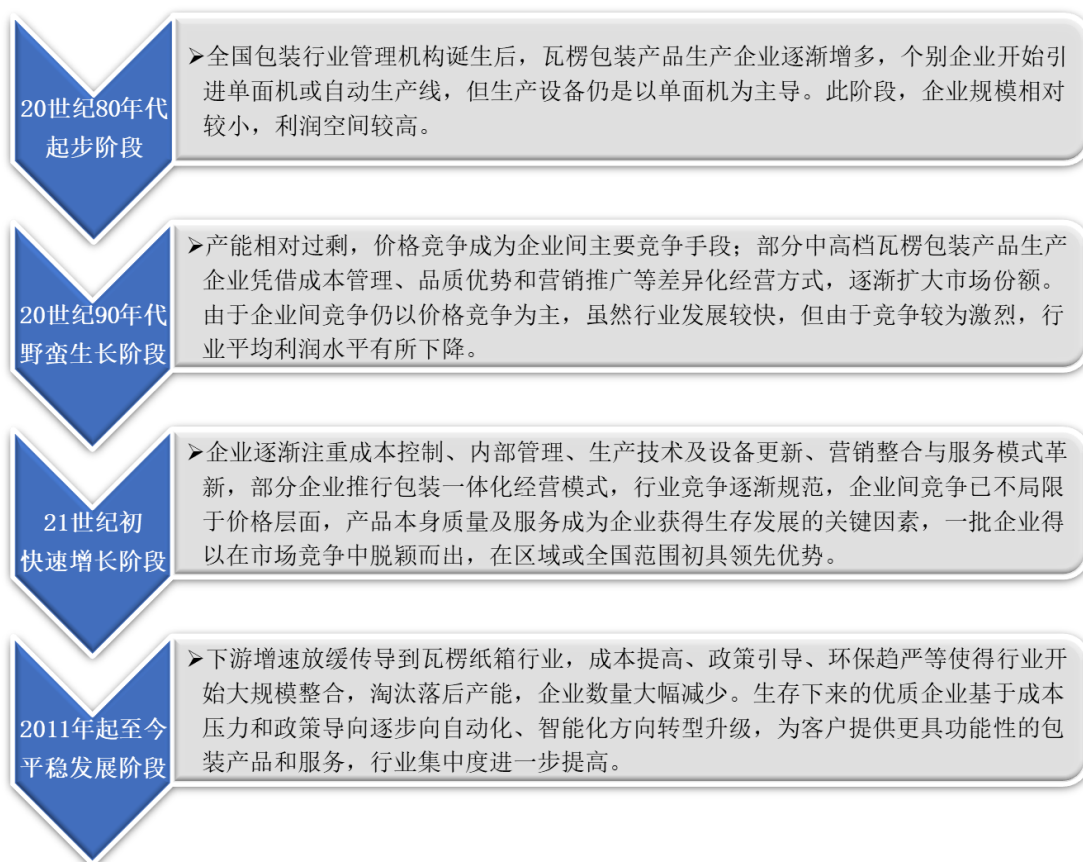 20世纪80年代
起步阶段
➢全国包装行业管理机构诞生后，瓦楞包装产品生产企业逐渐增多，个别企业开始引
进单面机或自动生产线，但生产设备仍是以单面机为主导。此阶段，企业规模相对
较小，利润空间较高。
20世纪90年代
野蛮生长阶段
➢产能相对过剩，价格竞争成为企业间主要竞争手段；部分中高档瓦楞包装产品生产
企业凭借成本管理、品质优势和营销推广等差异化经营方式，逐渐扩大市场份额。
由于企业间竞争仍以价格竞争为主，虽然行业发展较快，但由于竞争较为激烈，行
业平均利润水平有所下降。
21世纪初
快速增长阶段
➢企业逐渐注重成本控制、内部管理、生产技术及设备更新、营销整合与服务模式革
新，部分企业推行包装一体化经营模式，行业竞争逐渐规范，企业间竞争已不局限
于价格层面，产品本身质量及服务成为企业获得生存发展的关键因素，一批企业得
以在市场竞争中脱颖而出，在区域或全国范围初具领先优势。
2011年起至今
平稳发展阶段
➢下游增速放缓传导到瓦楞纸箱行业，成本提高、政策引导、环保趋严等使得行业开
始大规模整合，淘汰落后产能，企业数量大幅减少。生存下来的优质企业基于成本
压力和政策导向逐步向自动化、智能化方向转型升级，为客户提供更具功能性的包
装产品和服务，行业集中度进一步提高。